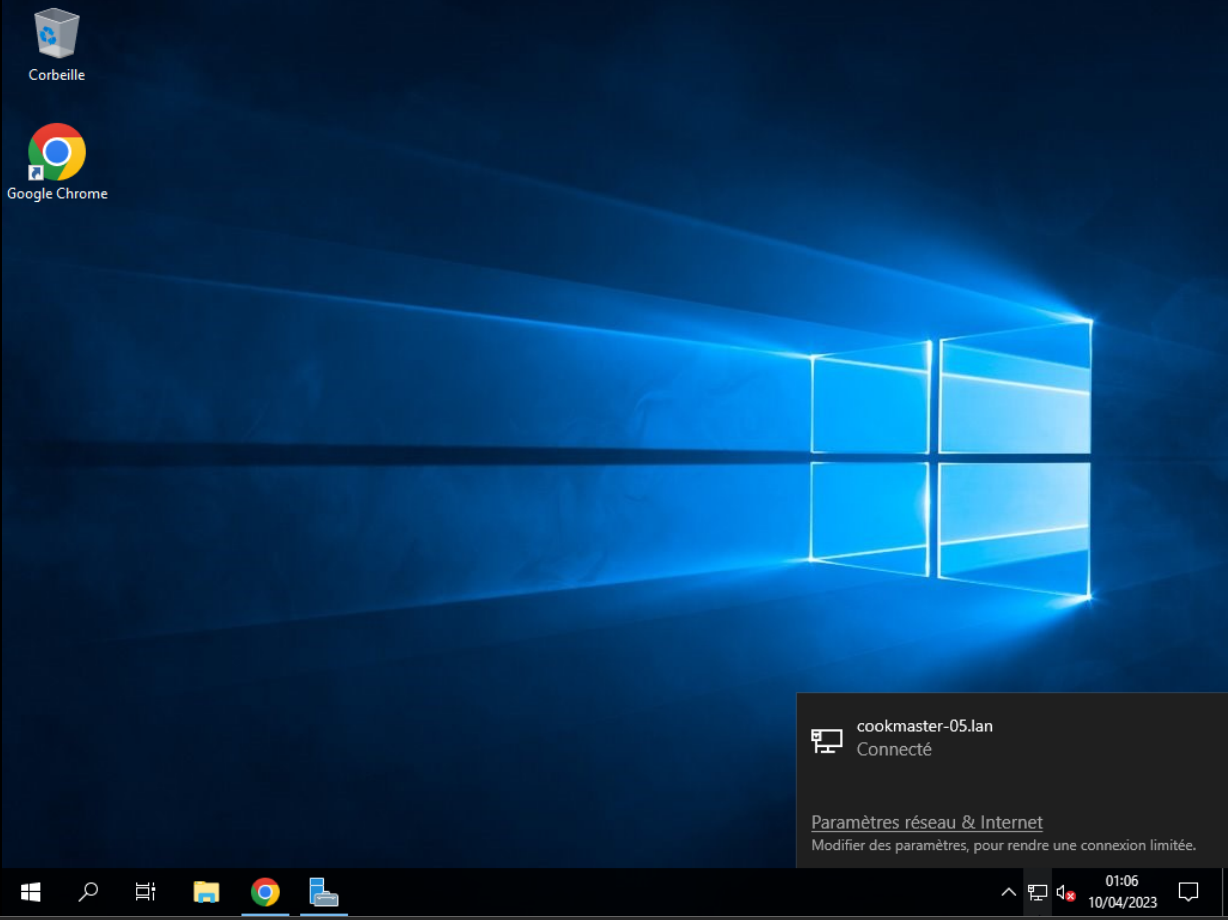 Corbeille
Google Chrome
cookmaster-05.lan
Connecté
Paramètres réseau & Internet
Modifier des paramètres, pour rendre une connexion limitée.
01:06
10/04/2023